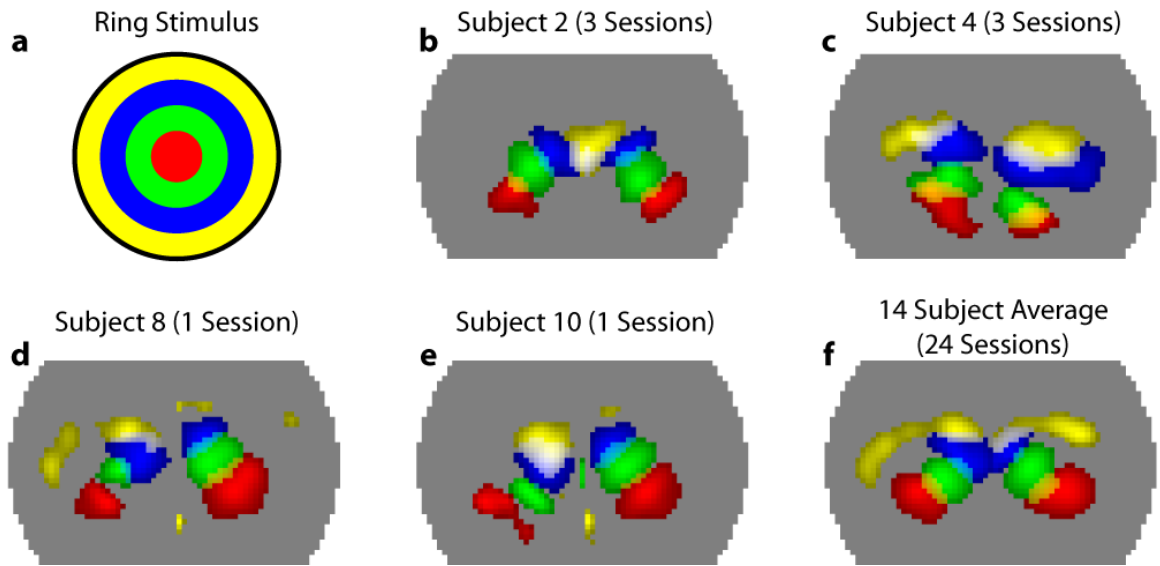 a
Ring Stimulus
b
Subject 2 (3 Sessions)
c
Subject 4 (3 Sessions)
d
Subject 8 (1 Session)
e
Subject 10 (1 Session)
f
14 Subject Average
(24 Sessions)